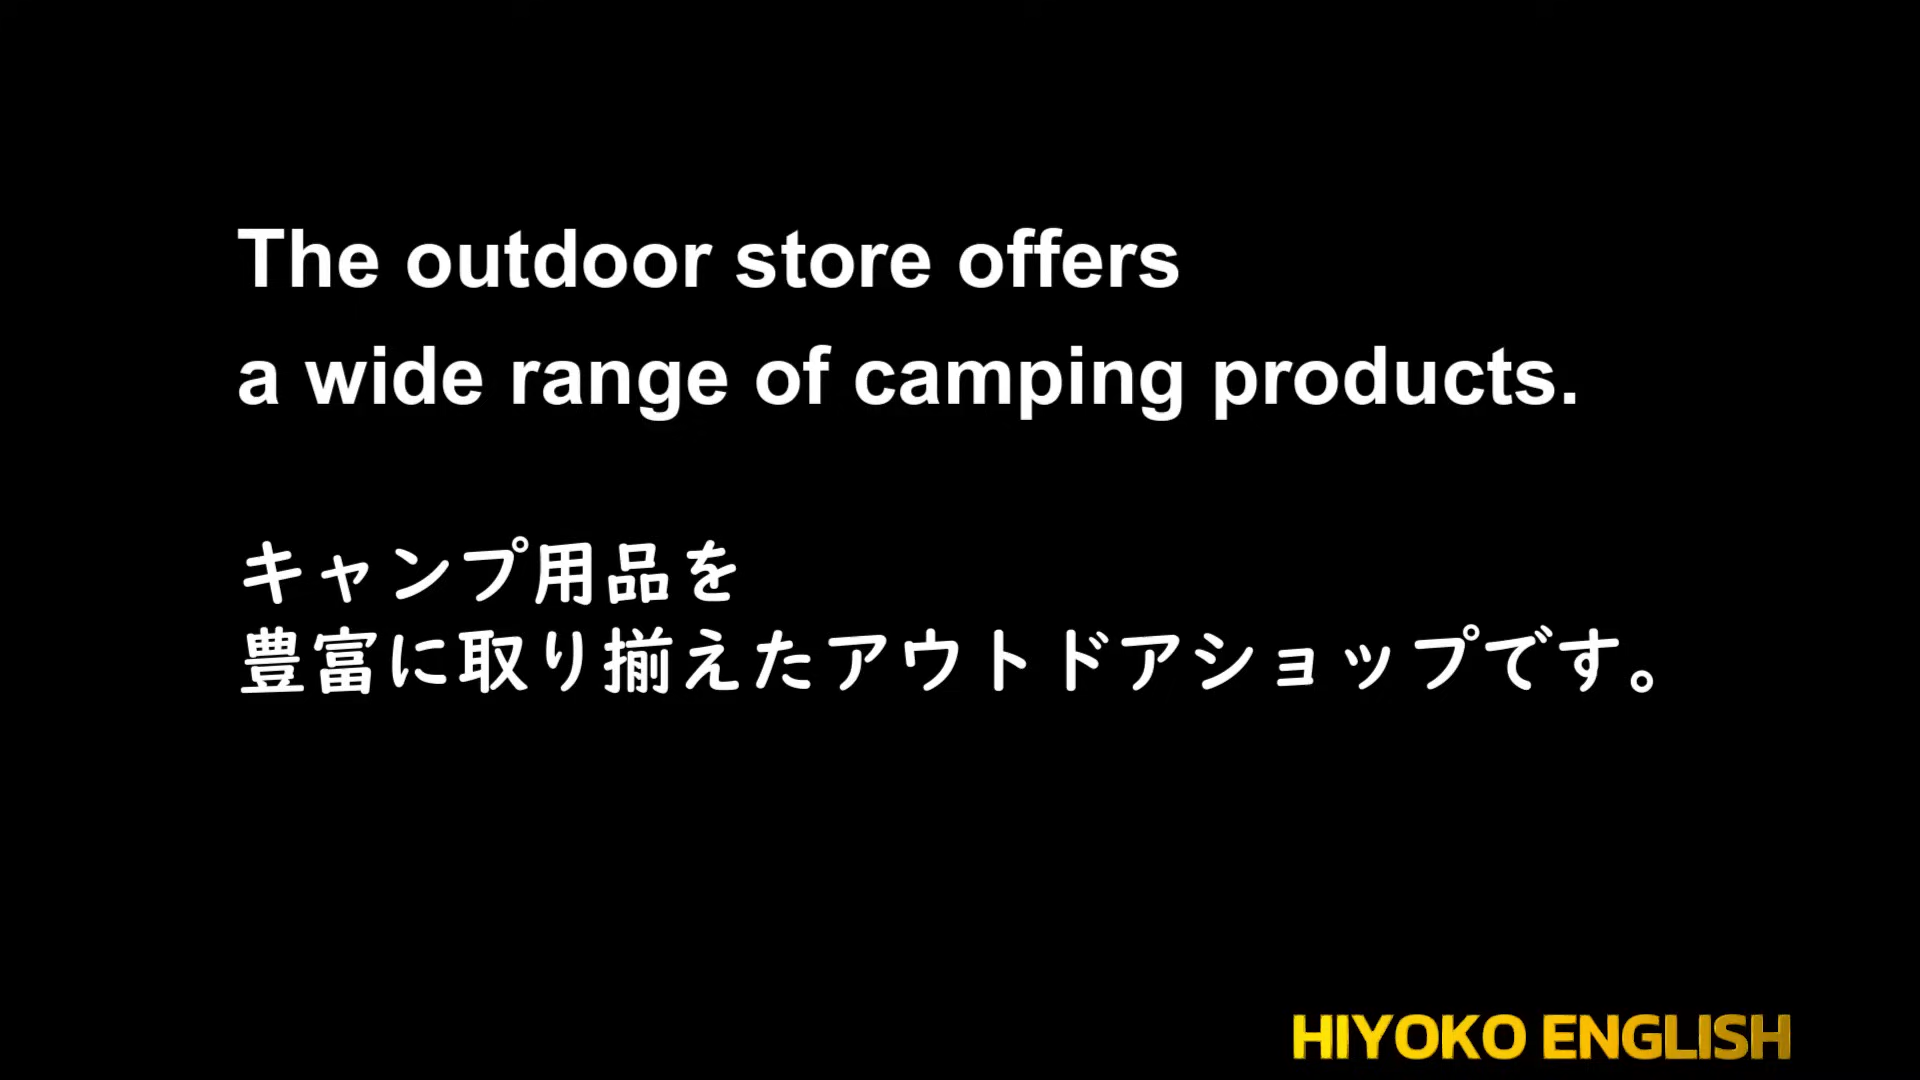 The outdoor store offers
a wide range of camping products.
キャンプ用品を
豊富に取り揃えたアウトドアショップです。
HIYOKO ENGLISH